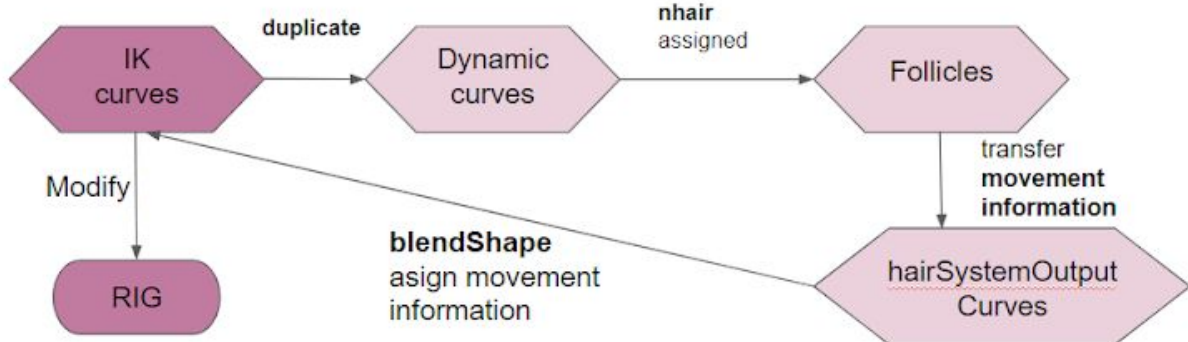 IK
curves
duplicate
Dynamic
curves
nhair
assigned
Follicles
transfer
movement
information
hairSystemOutput
Curves
blendShape
asign movement
information
Modify
RIG